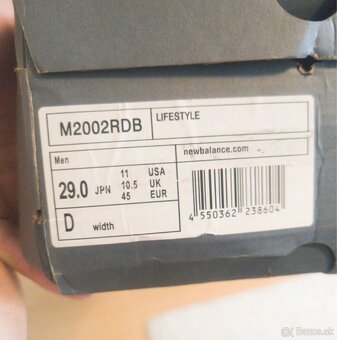 M2002RDB
LIFESTYLE
Men
newbalance.com
29.0 JPN
11 USA
10.5 UK
45 EUR
D width
4 550362 238604
Bazos.sk